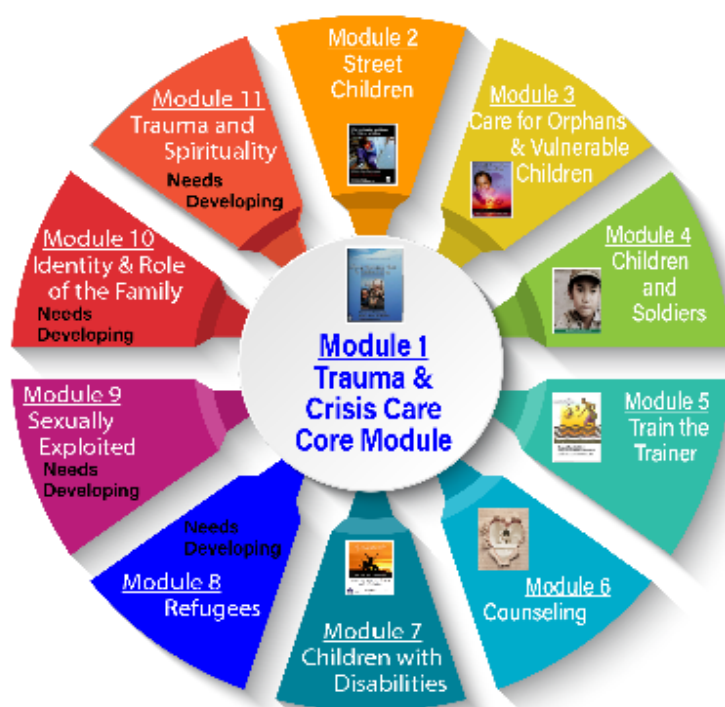 Module 1
Trauma &
Crisis Care
Core Module
Module 2
Street
Children
Module 3
Care for Orphans
& Vulnerable
Children
Module 4
Children
and
Soldiers
Module 5
Train the
Trainer
Module 6
Counseling
Module 7
Children with
Disabilities
Needs
Developing
Module 8
Refugees
Module 9
Sexually
Exploited
Needs
Developing
Module 10
Identity & Role
of the Family
Needs
Developing
Module 11
Trauma and
Spirituality
Needs
Developing